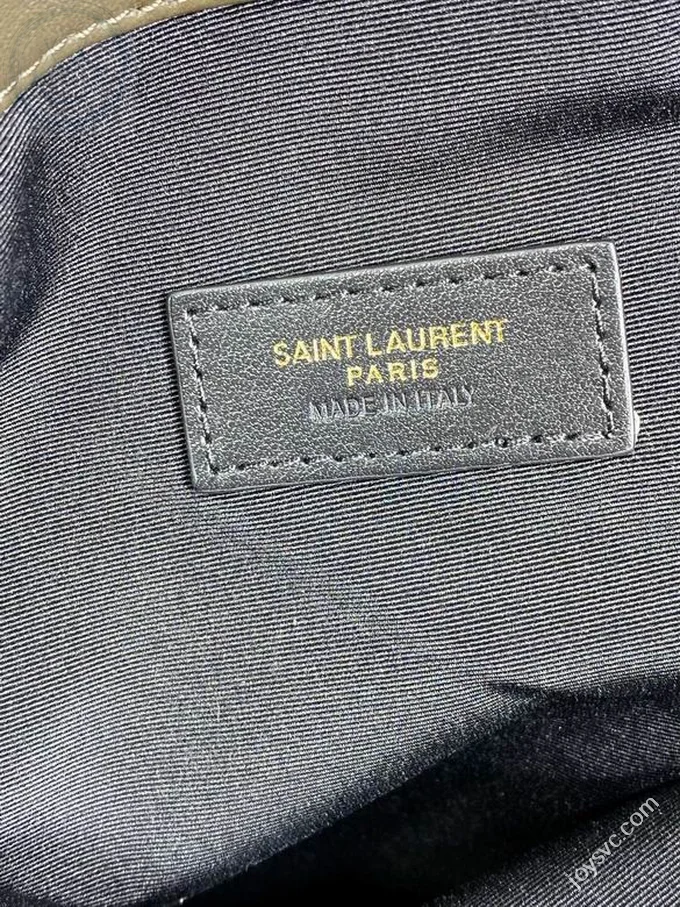 SAINT LAURENT
PARIS
MADE IN ITALY
joysvc.com